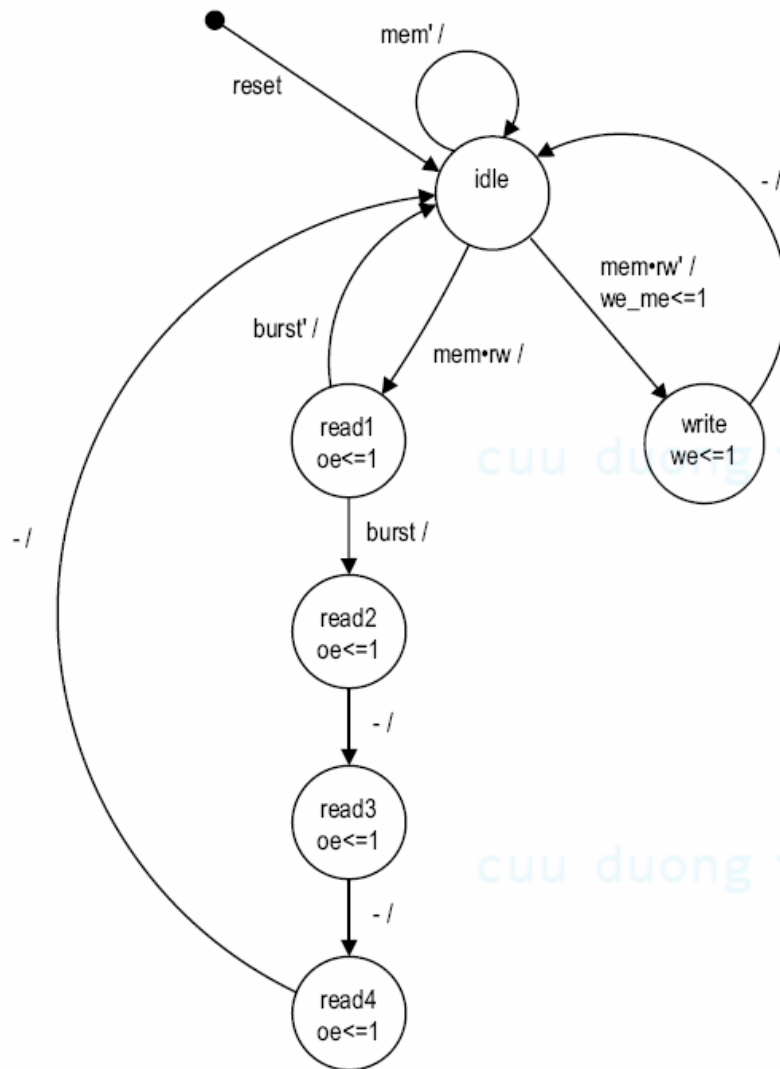 mem' /
reset
idle
- /
mem•rw' /
we_me<=1
burst' /
mem•rw /
read1
oe<=1
write
we<=1
cuu duong
- /
burst /
read2
oe<=1
- /
read3
oe<=1
cuu duong
- /
read4
oe<=1